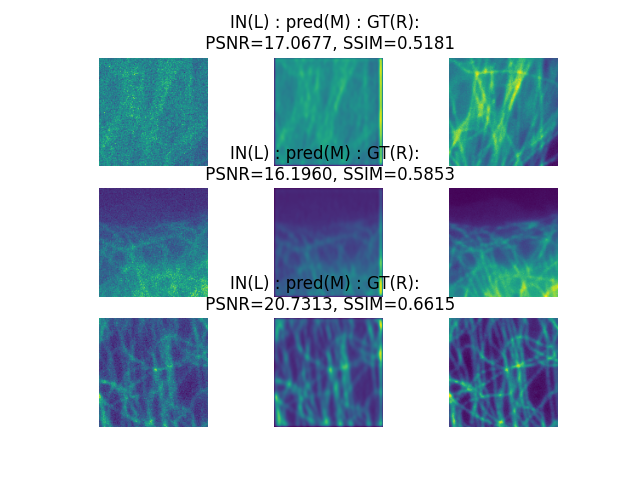 IN(L) : pred(M) : GT(R):
PSNR=17.0677, SSIM=0.5181
IN(L) : pred(M) : GT(R):
PSNR=16.1960, SSIM=0.5853
IN(L) : pred(M) : GT(R):
PSNR=20.7313, SSIM=0.6615